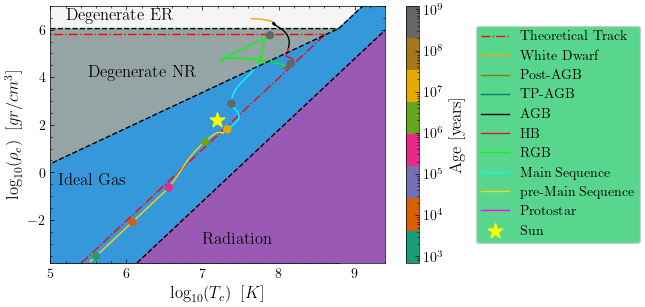 Degenerate ER
Degenerate NR
Ideal Gas
Radiation
6
4
2
0
−2
log₁₀(ρ_c) [gr/cm³]
5
6
7
8
9
log₁₀(T_c) [K]
10⁹
10⁸
10⁷
10⁶
10⁵
10⁴
10³
Age [years]
Theoretical Track
White Dwarf
Post-AGB
TP-AGB
AGB
HB
RGB
Main Sequence
pre-Main Sequence
Protostar
Sun